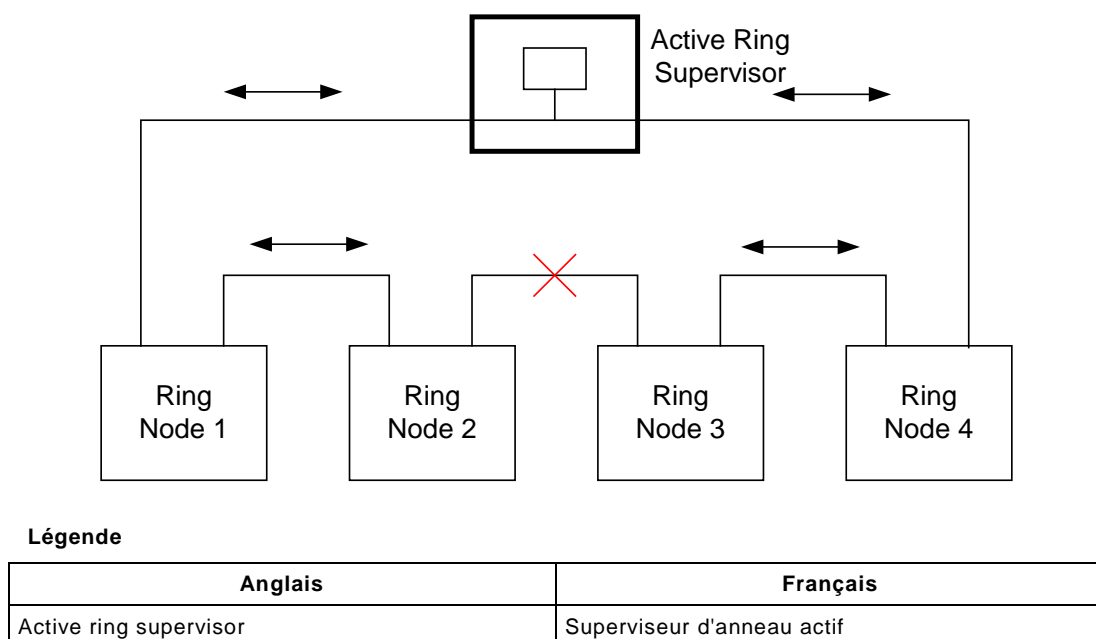 Active Ring
Supervisor
Ring
Node 1
Ring
Node 2
Ring
Node 3
Ring
Node 4
Légende
Anglais Français
Active ring supervisor Superviseur d'anneau actif